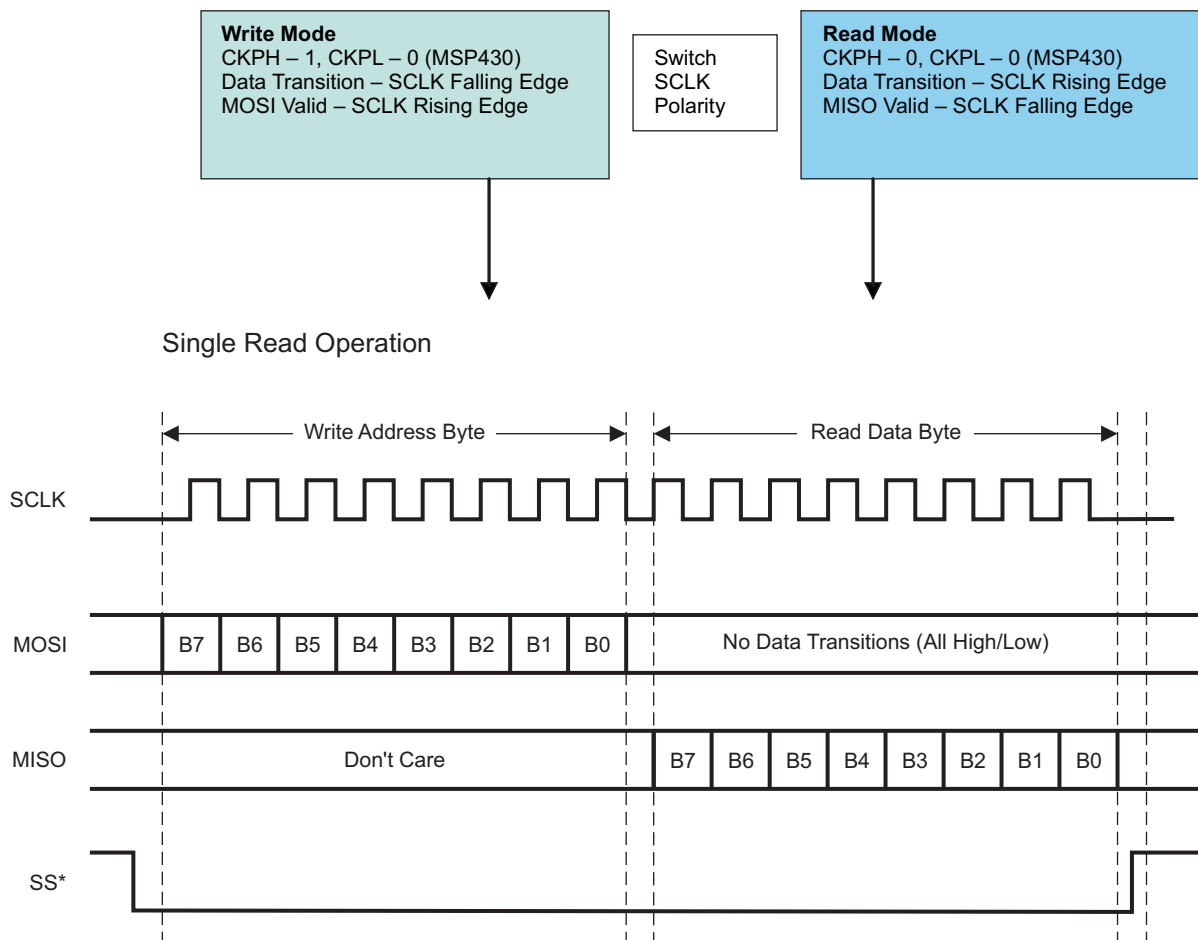 Write Mode
CKPH – 1, CKPL – 0 (MSP430)
Data Transition – SCLK Falling Edge
MOSI Valid – SCLK Rising Edge
Switch
SCLK
Polarity
Read Mode
CKPH – 0, CKPL – 0 (MSP430)
Data Transition – SCLK Rising Edge
MISO Valid – SCLK Falling Edge
Single Read Operation
Write Address Byte
Read Data Byte
SCLK
MOSI
B7 B6 B5 B4 B3 B2 B1 B0
No Data Transitions (All High/Low)
MISO
Don't Care
B7 B6 B5 B4 B3 B2 B1 B0
SS*